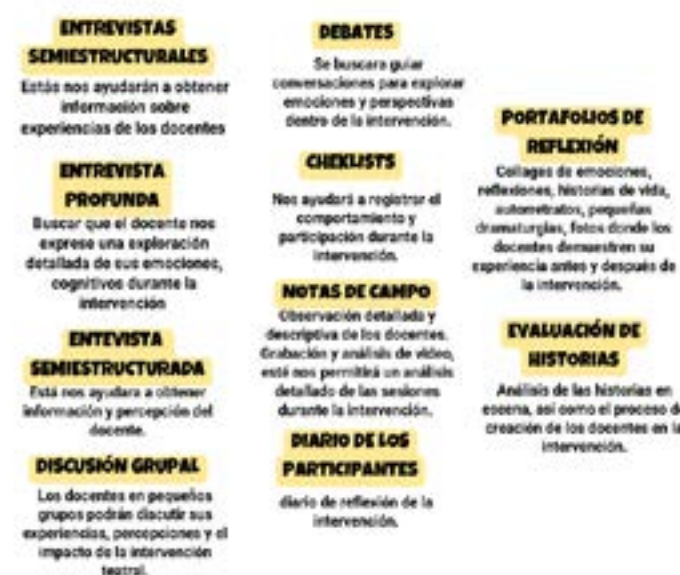 ENTREVISTAS
SEMIESTRUCTURALES
Estás nos ayudarán a obtener
información sobre
experiencias de los docentes
ENTREVISTA
PROFUNDA
Buscar que el docente nos
exprese una exploración
detallada de sus emociones,
cognitivos durante la
intervención
ENTEVISTA
SEMIESTRUCTURADA
Está nos ayudara a obtener
información y percepción del
docente.
DISCUSIÓN GRUPAL
Los docentes en pequeños
grupos podrán discutir sus
experiencias, percepciones y el
impacto de la intervención
teatral.
DEBATES
Se buscara guiar
conversaciones para explorar
emociones y perspectivas
dentro de la intervención.
CHEKLISTS
Nos ayudará a registrar el
comportamiento y
participación durante la
intervención.
NOTAS DE CAMPO
Observación detallada y
descriptiva de los docentes.
Grabación y análisis de video,
esté nos permitirá un análisis
detallado de las sesiones
durante la intervención.
DIARIO DE LOS
PARTICIPANTES
diario de reflexión de la
intervención.
PORTAFOLIOS DE
REFLEXIÓN
Collages de emociones,
reflexiones, historias de vida,
autorretratos, pequeñas
dramaturgias, fotos donde los
docentes demuestren su
experiencia antes y después de
la intervención.
EVALUACIÓN DE
HISTORIAS
Análisis de las historias en
escena, así como el proceso de
creación de los docentes en la
intervención.